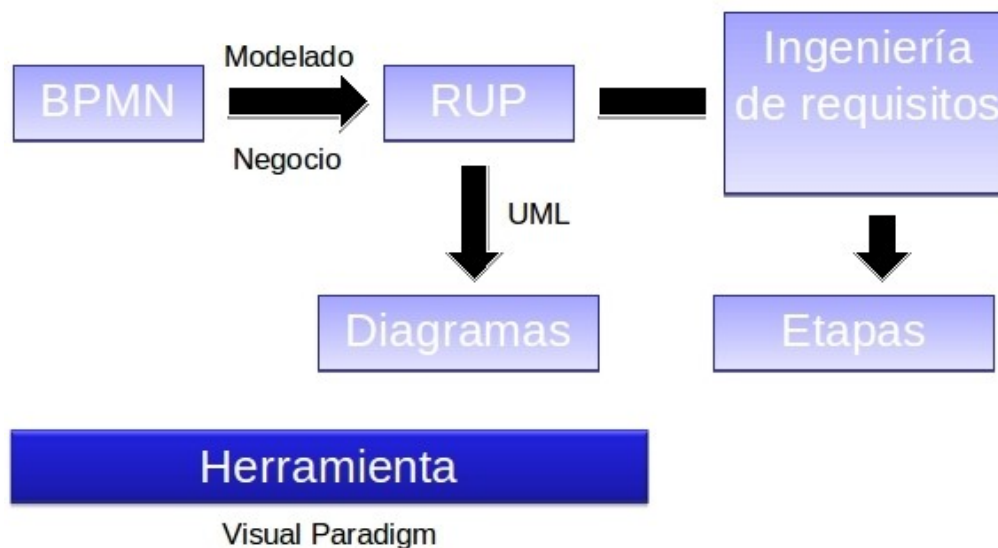 Modelado
BPMN
RUP
Ingeniería
de requisitos
Negocio
UML
Diagramas
Etapas
Herramienta
Visual Paradigm